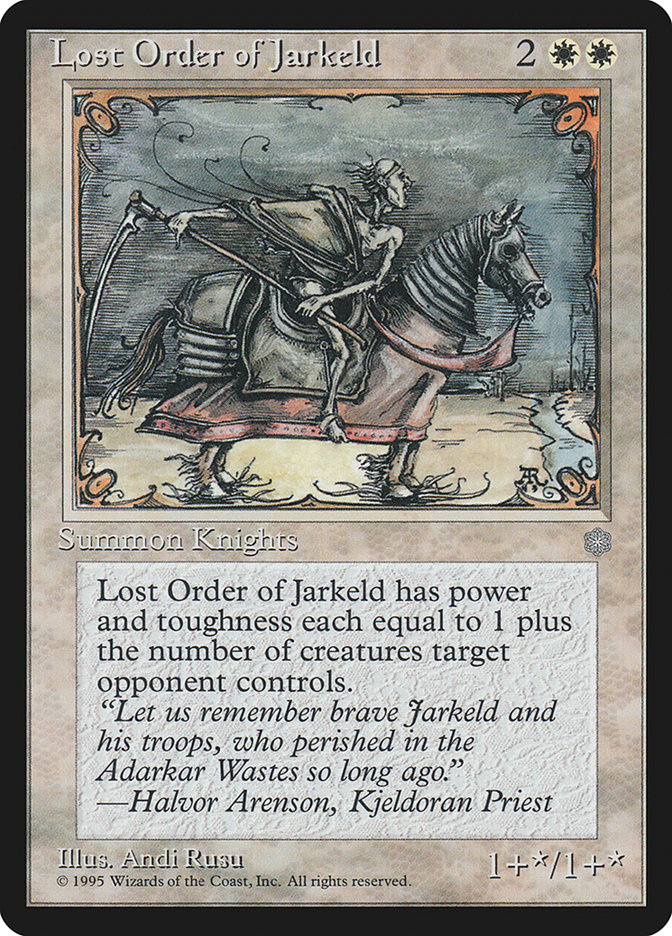 Lost Order of Jarkeld 2
Summon Knights
Lost Order of Jarkeld has power
and toughness each equal to 1 plus
the number of creatures target
opponent controls.
“Let us remember brave Jarkeld and
his troops, who perished in the
Adarkar Wastes so long ago.”
—Halvor Arenson, Kjeldoran Priest
Illus. Andi Rusu
1+*/1+*
© 1995 Wizards of the Coast, Inc. All rights reserved.